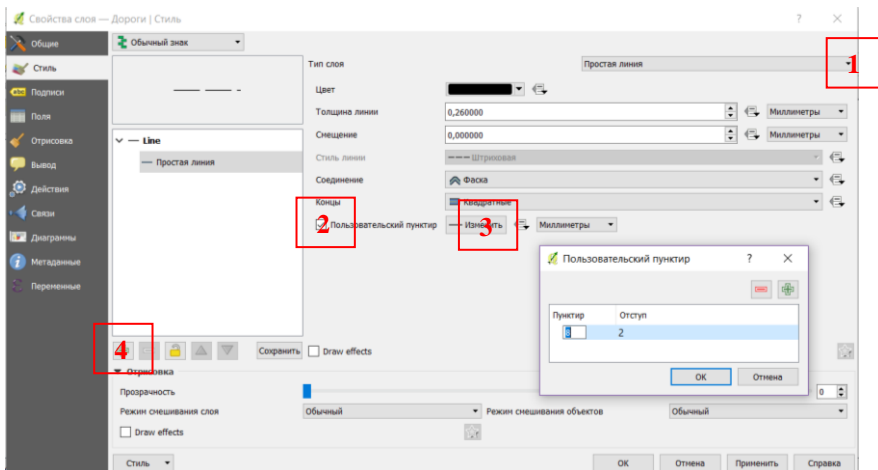 Свойства слоя — Дороги | Стиль
?
Общие
Обычный знак
Тип слоя
Простая линия
1
Стиль
Подписи
Цвет
Поля
Толщина линии
0,260000
Миллиметры
Отрисовка
Line
Смещение
0,000000
Миллиметры
Вывод
Простая линия
Стиль линии
Штриховая
Действия
Соединение
Фаска
Связи
Концы
Квадратные
2
Пользовательский пунктир
Изменить
3
Миллиметры
Диаграммы
Метаданные
Переменные
Пользовательский пунктир
?
Пунктир
Отступ
2
ОК
Отмена
4
Сохранить
Draw effects
Отрисовка
Прозрачность
0
Режим смешивания слоя
Обычный
Режим смешивания объектов
Обычный
Draw effects
Стиль
ОК
Отмена
Применить
Справка